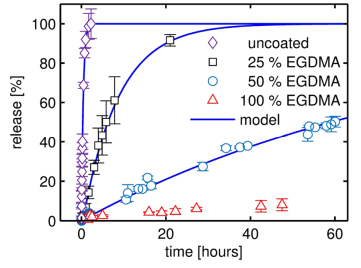 100
80
60
40
20
0
release [%]
uncoated
25 % EGDMA
50 % EGDMA
100 % EGDMA
model
0 20 40 60
time [hours]